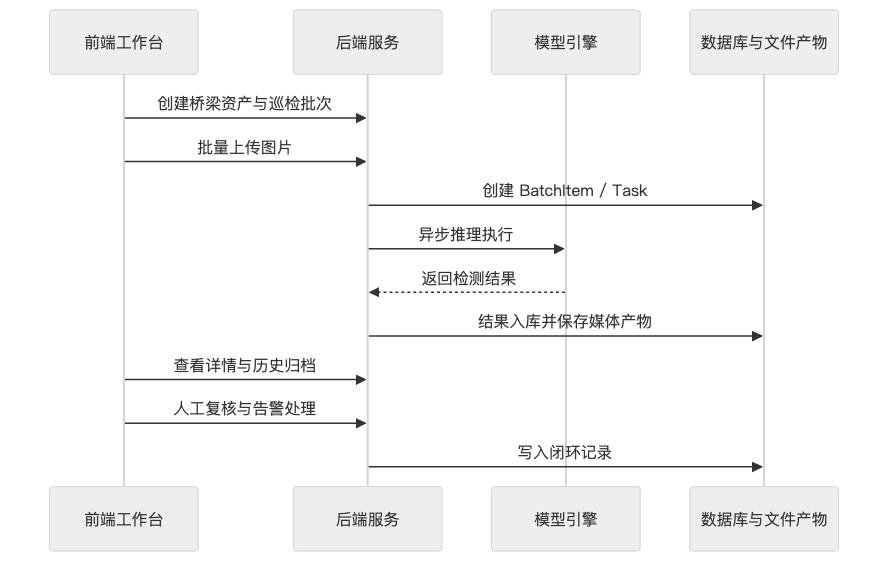 前端工作台
后端服务
模型引擎
数据库与文件产物
创建桥梁资产与巡检批次
批量上传图片
创建 BatchItem / Task
异步推理执行
返回检测结果
结果入库并保存媒体产物
查看详情与历史归档
人工复核与告警处理
写入闭环记录
前端工作台
后端服务
模型引擎
数据库与文件产物